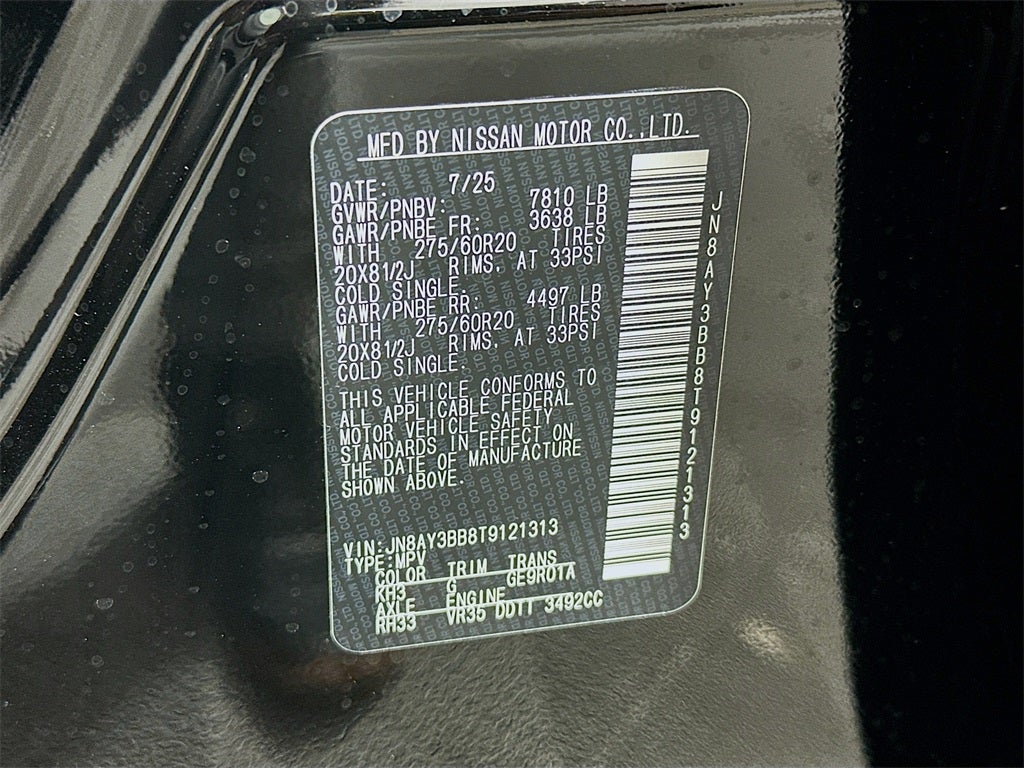 MFD BY NISSAN MOTOR CO.,LTD.
DATE: 7/25
GVWR/PNBV: 7810 LB
GAWR/PNBE FR: 3638 LB
WITH 275/60R20 TIRES
20X81/2J RIMS, AT 33PSI
COLD SINGLE.
GAWR/PNBE RR: 4497 LB
WITH 275/60R20 TIRES
20X81/2J RIMS, AT 33PSI
COLD SINGLE.
THIS VEHICLE CONFORMS TO
ALL APPLICABLE FEDERAL
MOTOR VEHICLE SAFETY
STANDARDS IN EFFECT ON
THE DATE OF MANUFACTURE
SHOWN ABOVE.
VIN:JN8AY3BB8T9121313
TYPE:MPV
COLOR TRIM TRANS
KH3 G GE9R01A
AXLE ENGINE
RH33 VR35 DDTT 3492CC
JN8AY3BB8T9121313